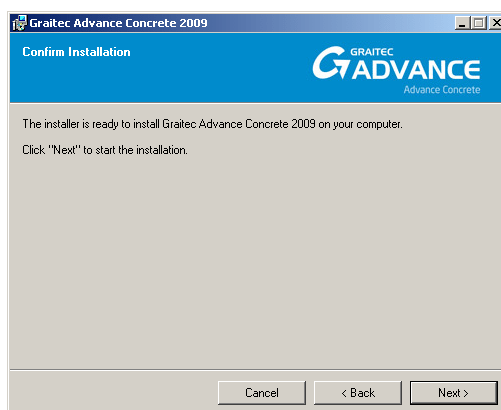 Graitec Advance Concrete 2009
Confirm Installation
GRAITEC
ADVANCE
Advance Concrete
The installer is ready to install Graitec Advance Concrete 2009 on your computer.
Click "Next" to start the installation.
Cancel
< Back
Next >